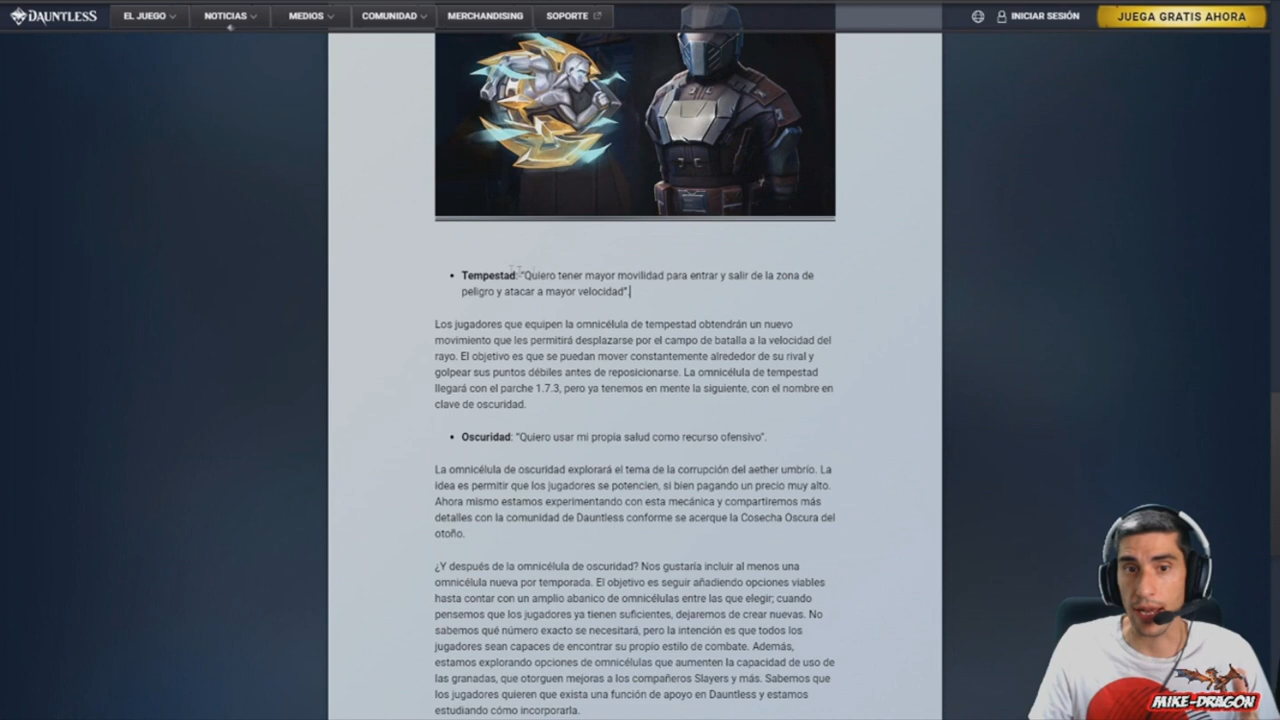 DAUNTLESS EL JUEGO NOTICIAS MEDIOS COMUNIDAD MERCHANDISING SOPORTE INICIAR SESIÓN JUEGA GRATIS AHORA
• Tempestad: "Quiero tener mayor movilidad para entrar y salir de la zona de
peligro y atacar a mayor velocidad".
Los jugadores que equipen la omnicélula de tempestad obtendrán un nuevo
movimiento que les permitirá desplazarse por el campo de batalla a la velocidad del
rayo. El objetivo es que se puedan mover constantemente alrededor de su rival y
golpear sus puntos débiles antes de reposicionarse. La omnicélula de tempestad
llegará con el parche 1.7.3, pero ya tenemos en mente la siguiente, con el nombre en
clave de oscuridad.
• Oscuridad: "Quiero usar mi propia salud como recurso ofensivo".
La omnicélula de oscuridad explorará el tema de la corrupción del aether umbrío. La
idea es permitir que los jugadores se potencien, si bien pagando un precio muy alto.
Ahora mismo estamos experimentando con esta mecánica y compartiremos más
detalles con la comunidad de Dauntless conforme se acerque la Cosecha Oscura del
otoño.
¿Y después de la omnicélula de oscuridad? Nos gustaría incluir al menos una
omnicélula nueva por temporada. El objetivo es seguir añadiendo opciones viables
hasta contar con un amplio abanico de omnicélulas entre las que elegir; cuando
pensemos que los jugadores ya tienen suficientes, dejaremos de crear nuevas. No
sabemos qué número exacto se necesitará, pero la intención es que todos los
jugadores sean capaces de encontrar su propio estilo de combate. Además,
estamos explorando opciones de omnicélulas que aumenten la capacidad de uso de
las granadas, que otorguen mejoras a los compañeros Slayers y más. Sabemos que
los jugadores quieren que exista una función de apoyo en Dauntless y estamos
estudiando cómo incorporarla.
MIKE-DRAGON